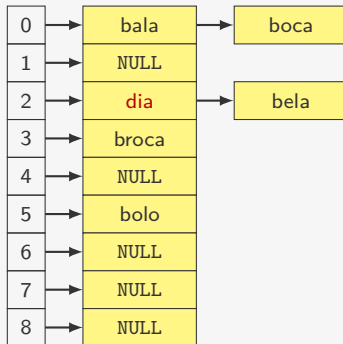 0 bala boca
1 NULL
2 dia bela
3 broca
4 NULL
5 bolo
6 NULL
7 NULL
8 NULL